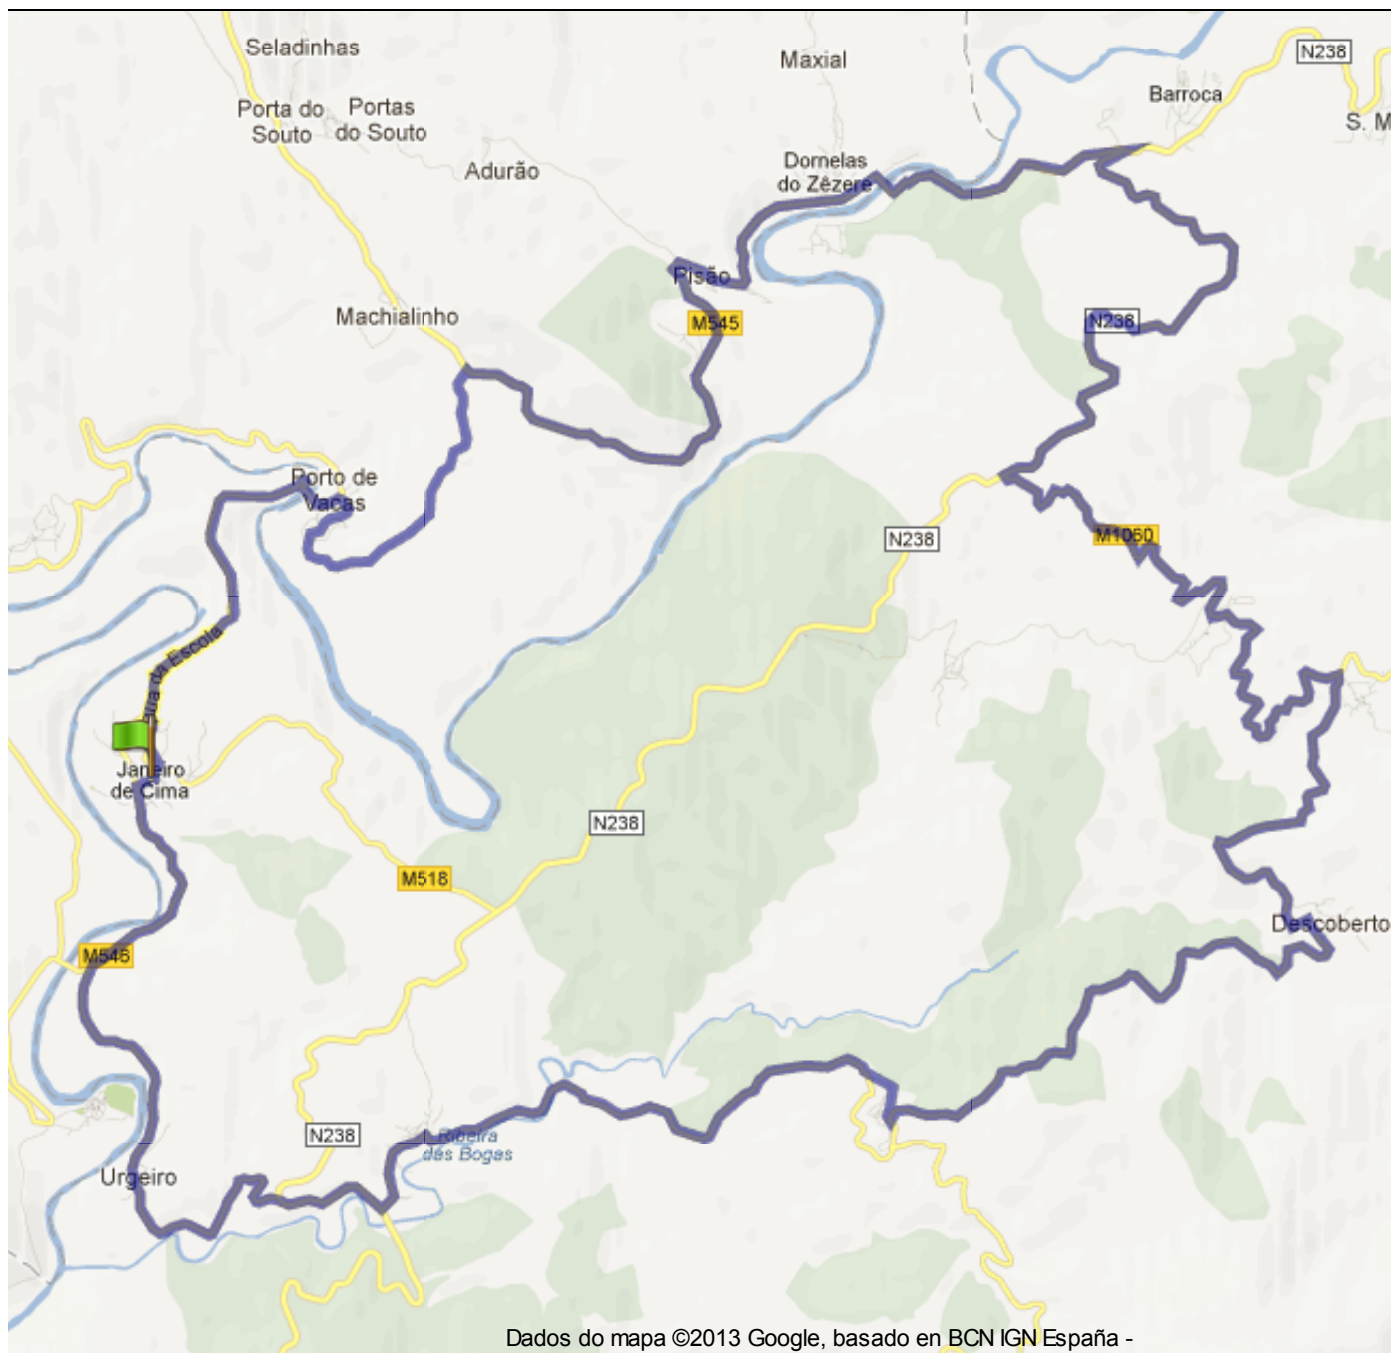 Seladinhas
Maxial
N238
Barroca
Porta do
Souto
Portas
do Souto
S. M
Adurão
Dornelas
do Zêzere
Pisão
Machialinho
M545
N238
Porto de
Vacas
N238
M1060
Rua da Escola
Janeiro
de Cima
N238
M518
Descoberto
M546
N238
Ribeira
das Bogas
Urgeiro
Dados do mapa ©2013 Google, basado en BCN IGN España -